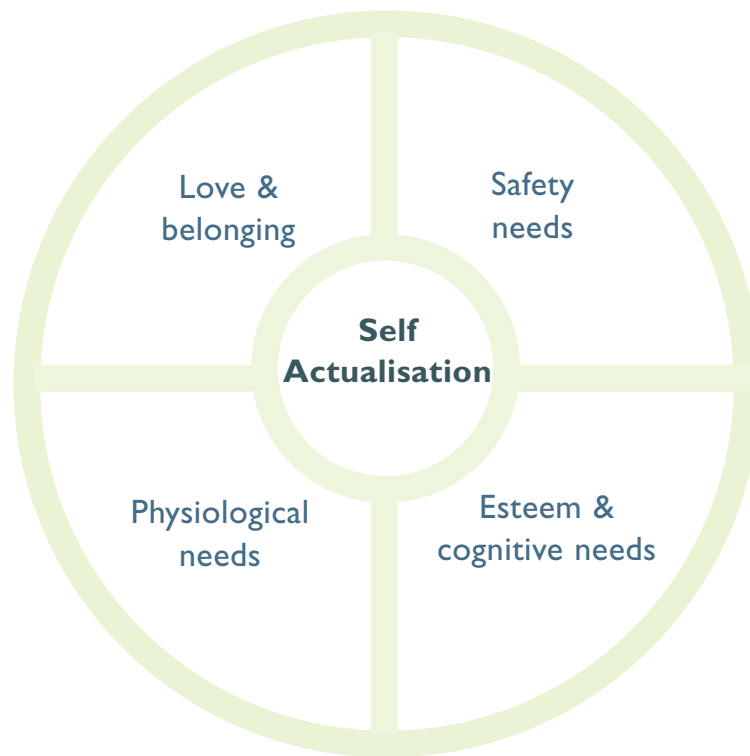 Love &
belonging
Safety
needs
Self
Actualisation
Physiological
needs
Esteem &
cognitive needs